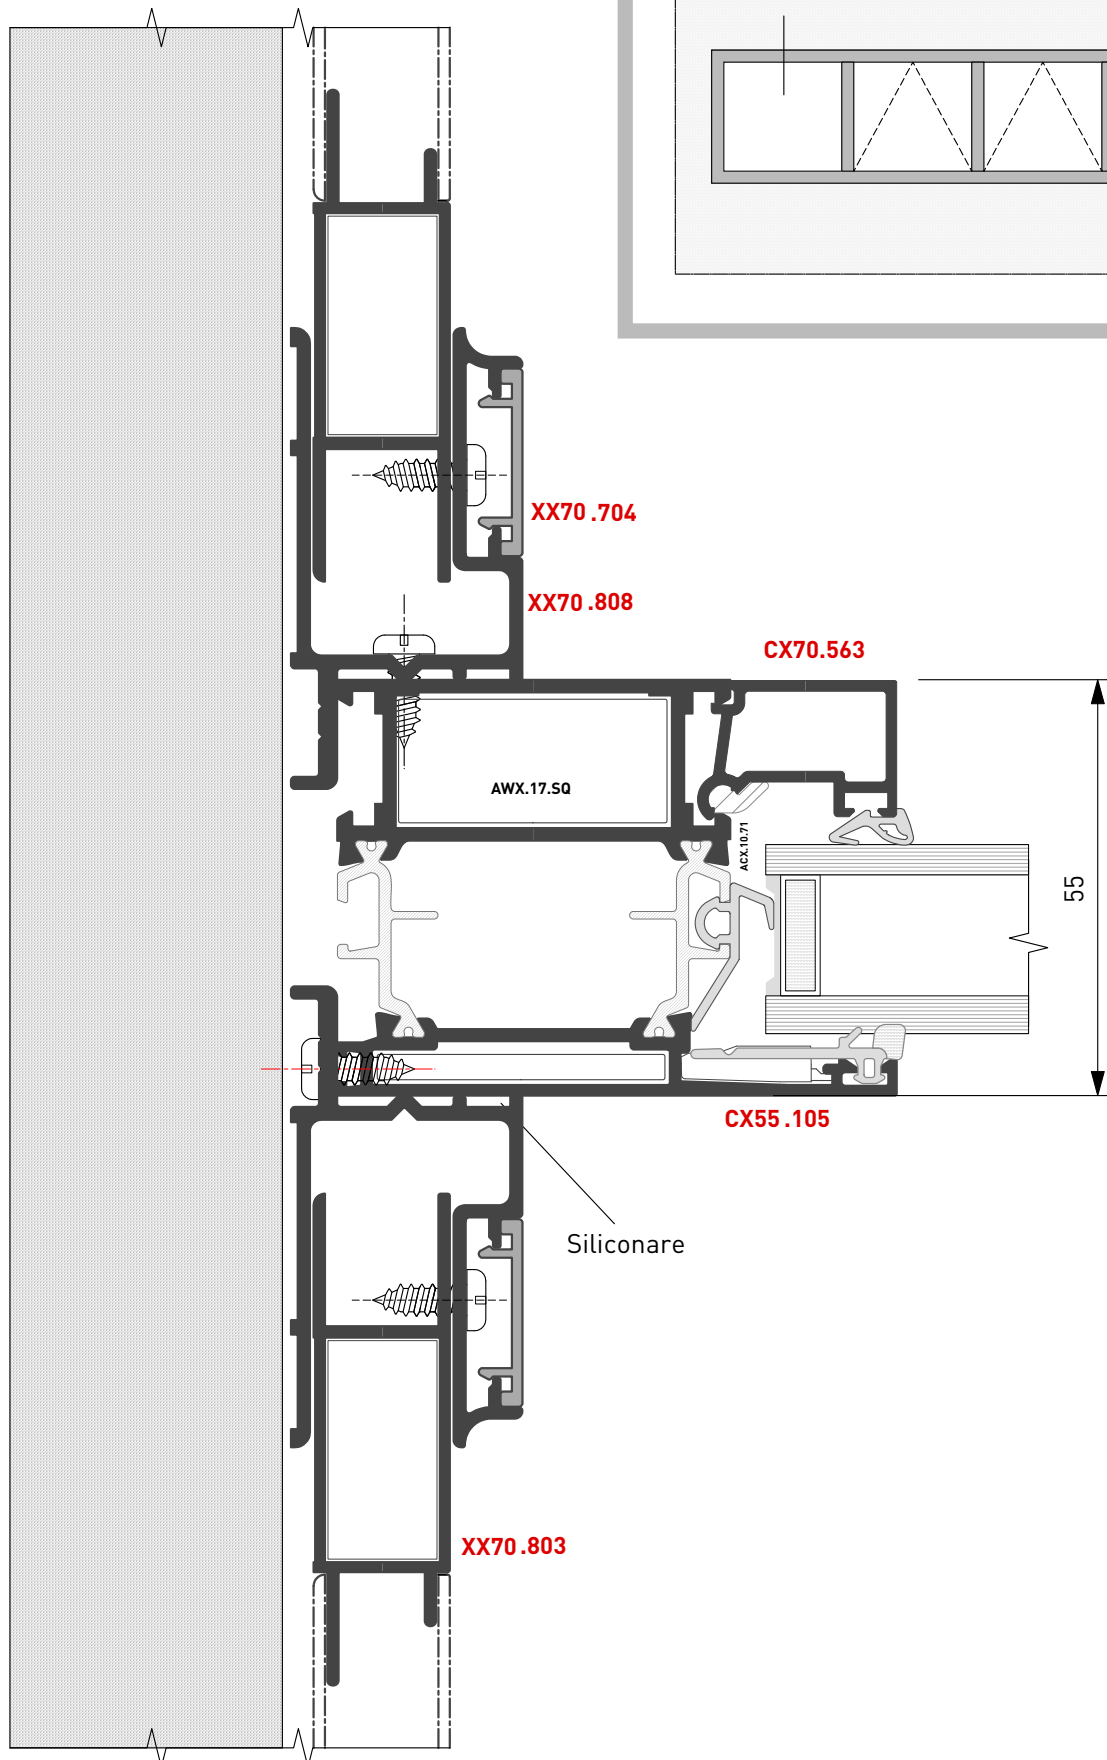 XX70.704
XX70.808
CX70.563
AWX.17.SQ
ACX.10.71
55
CX55.105
Siliconare
XX70.803